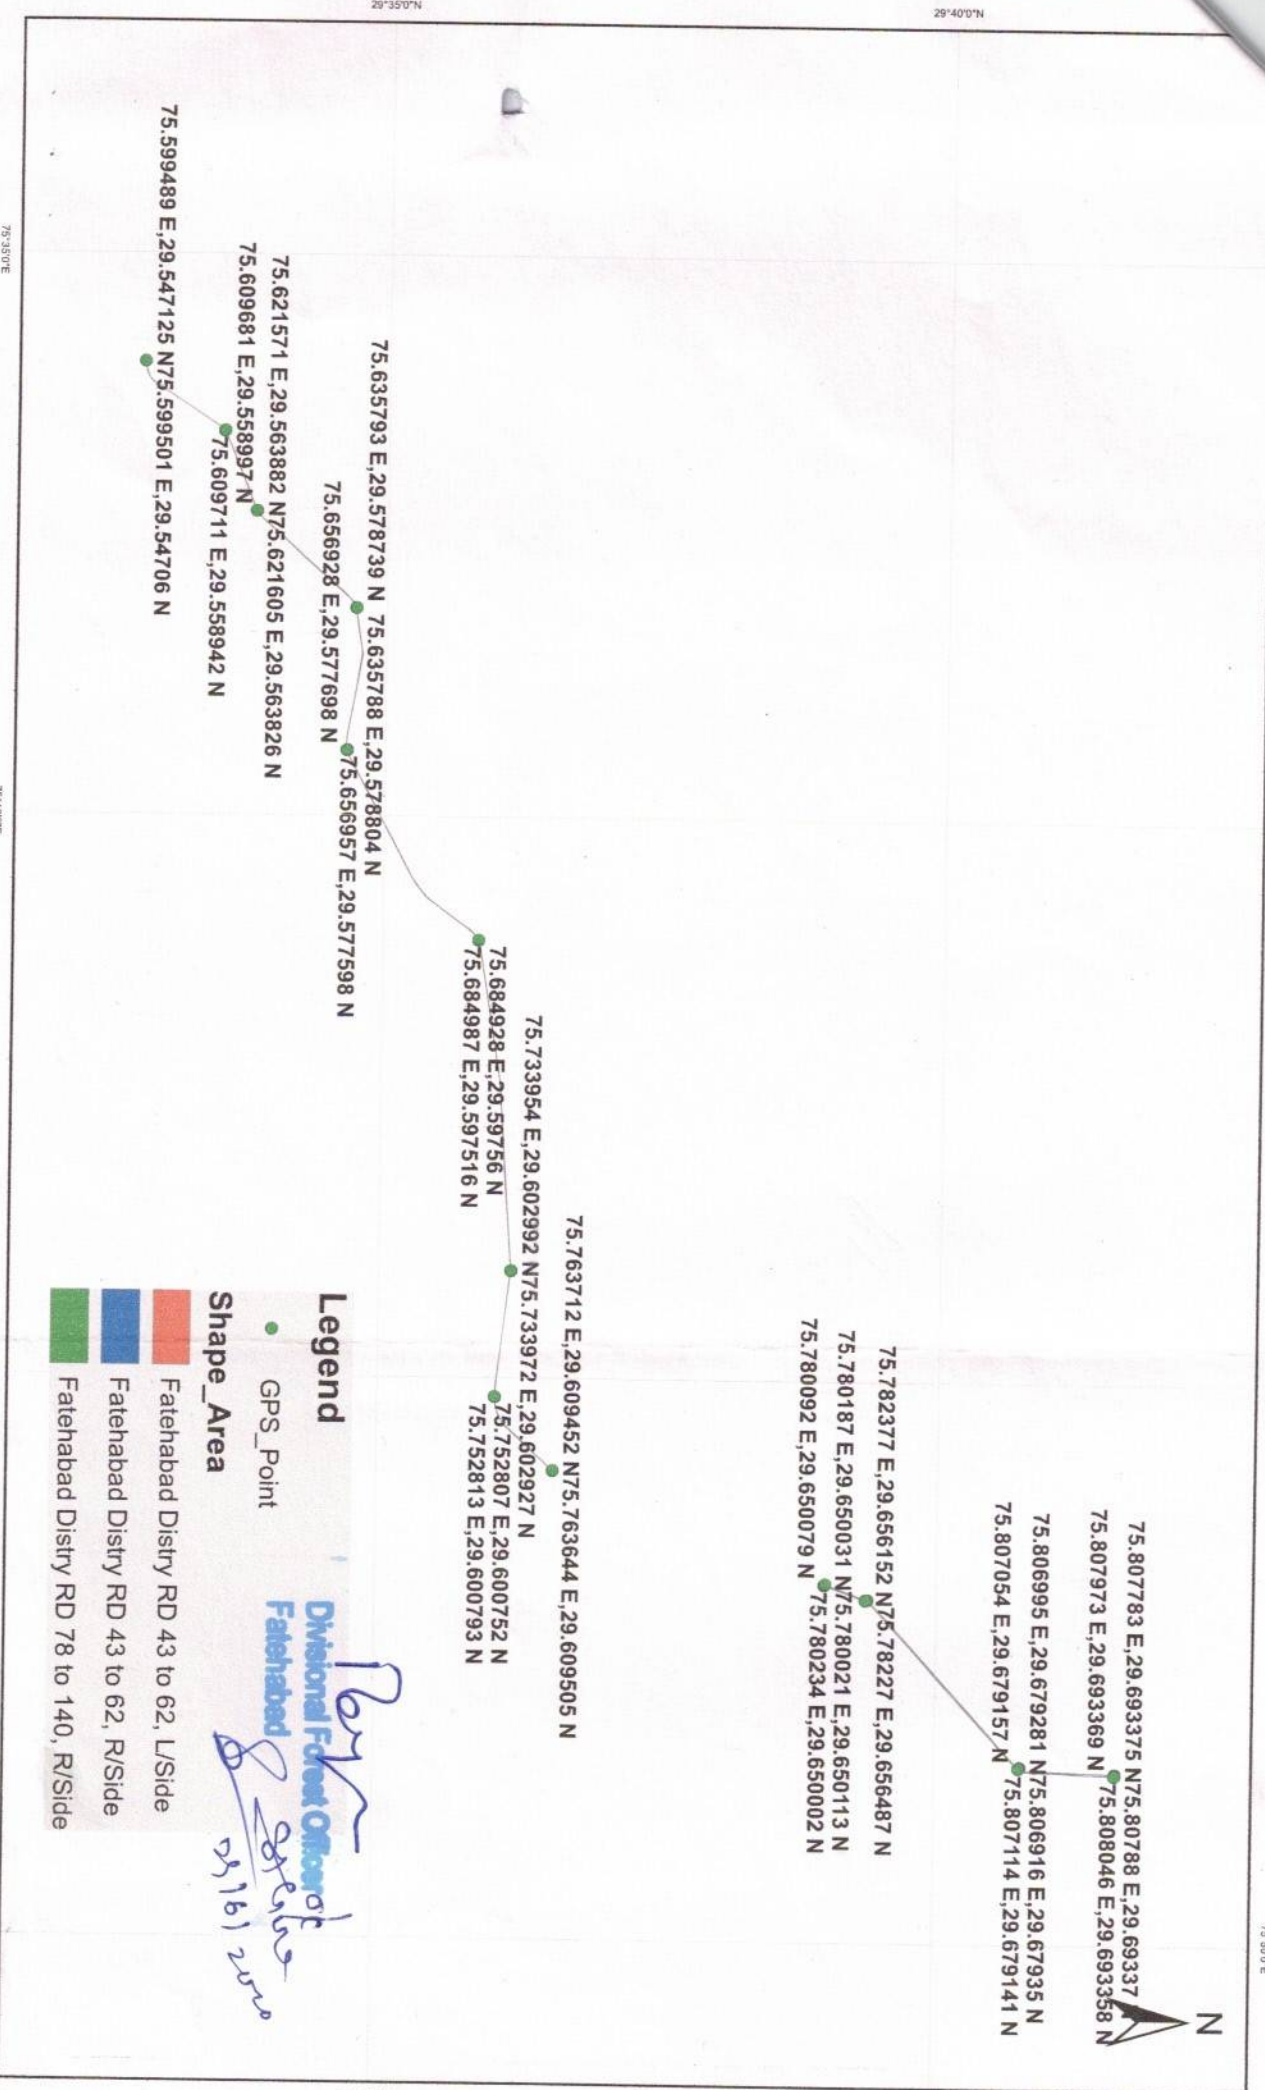 29°35'0"N
29°40'0"N
75°35'0"E
N
75.807783 E,29.693375 N75.80788 E,29.69337
75.807973 E,29.693369 N
75.808046 E,29.693358 N
75.806995 E,29.679281 N75.806916 E,29.67935 N
75.807054 E,29.679157 N
75.807114 E,29.679141 N
75.782377 E,29.656152 N75.78227 E,29.656487 N
75.780187 E,29.650031 N75.780021 E,29.650113 N
75.780092 E,29.650079 N
75.780234 E,29.650002 N
75.763712 E,29.609452 N75.763644 E,29.609505 N
75.733954 E,29.602992 N75.733972 E,29.602927 N
75.752807 E,29.600752 N
75.752813 E,29.600793 N
75.684928 E,29.59756 N
75.684987 E,29.597516 N
75.635793 E,29.578739 N 75.635788 E,29.578804 N
75.656928 E,29.577698 N
75.656957 E,29.577598 N
75.621571 E,29.563882 N75.621605 E,29.563826 N
75.609681 E,29.558997 N
75.609711 E,29.558942 N
75.599489 E,29.547125 N75.599501 E,29.54706 N
Legend
GPS_Point
Shape_Area
Fatehabad Distry RD 43 to 62, L/Side
Fatehabad Distry RD 43 to 62, R/Side
Fatehabad Distry RD 78 to 140, R/Side
Divisional Forest Officer
Fatehabad